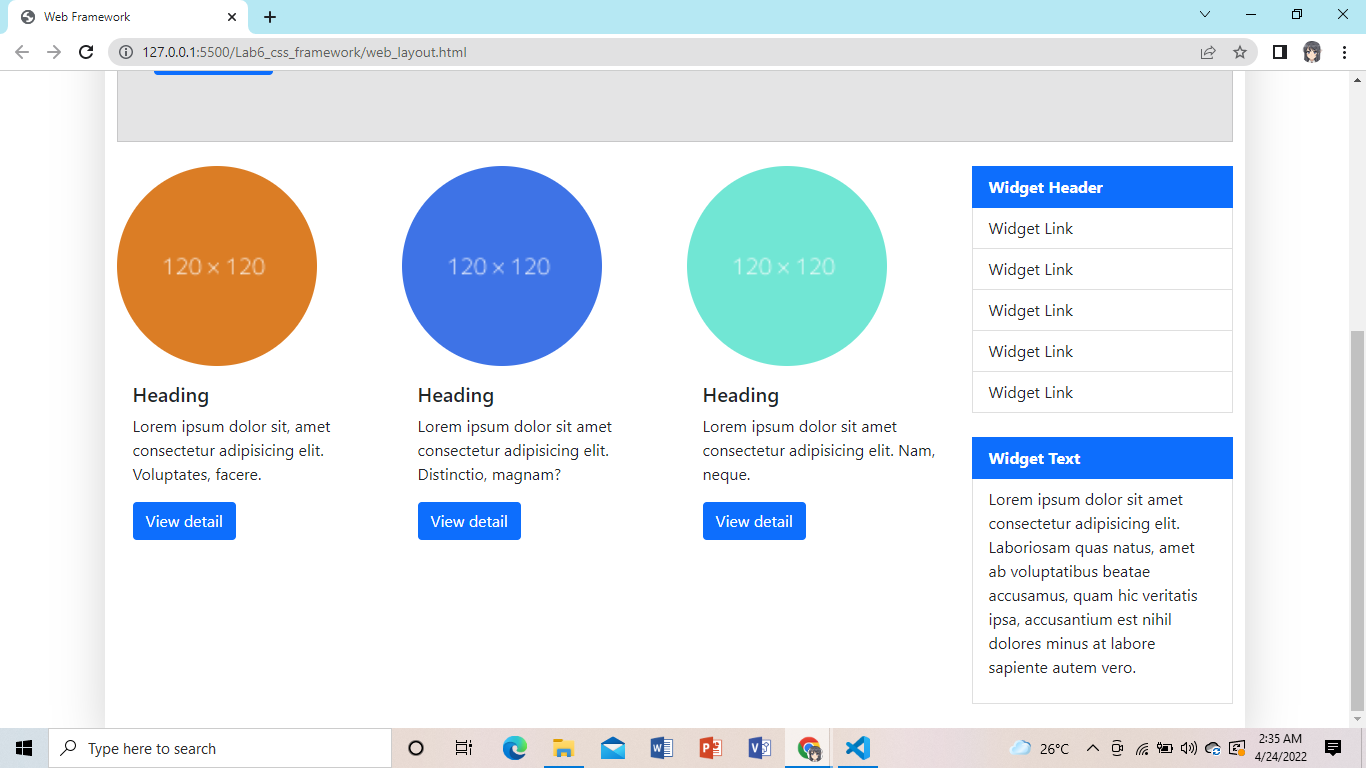 Web Framework
127.0.0.1:5500/Lab6_css_framework/web_layout.html
120 × 120
Heading
Lorem ipsum dolor sit, amet
consectetur adipisicing elit.
Voluptates, facere.
View detail
120 × 120
Heading
Lorem ipsum dolor sit amet
consectetur adipisicing elit.
Distinctio, magnam?
View detail
120 × 120
Heading
Lorem ipsum dolor sit amet
consectetur adipisicing elit. Nam,
neque.
View detail
Widget Header
Widget Link
Widget Link
Widget Link
Widget Link
Widget Link
Widget Text
Lorem ipsum dolor sit amet
consectetur adipisicing elit.
Laboriosam quas natus, amet
ab voluptatibus beatae
accusamus, quam hic veritatis
ipsa, accusantium est nihil
dolores minus at labore
sapiente autem vero.
Type here to search
26°C
2:35 AM
4/24/2022